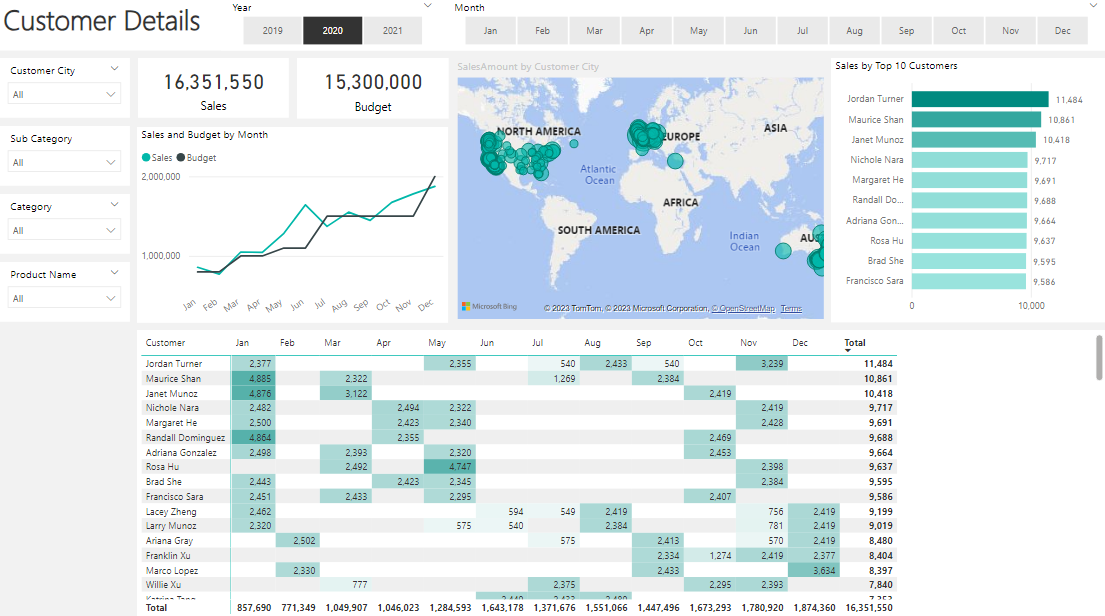 Customer Details
Year
2019 2020 2021
Month
Jan Feb Mar Apr May Jun Jul Aug Sep Oct Nov Dec
Customer City
All
Sub Category
All
Category
All
Product Name
All
16,351,550
Sales
15,300,000
Budget
Sales and Budget by Month
Sales Budget
2,000,000
1,000,000
Jan Feb Mar Apr May Jun Jul Aug Sep Oct Nov Dec
SalesAmount by Customer City
NORTH AMERICA
EUROPE
ASIA
Atlantic
Ocean
AFRICA
SOUTH AMERICA
Indian
Ocean
AUS
Microsoft Bing
© 2023 TomTom, © 2023 Microsoft Corporation, © OpenStreetMap Terms
Sales by Top 10 Customers
Jordan Turner 11,484
Maurice Shan 10,861
Janet Munoz 10,418
Nichole Nara 9,717
Margaret He 9,691
Randall Do... 9,688
Adriana Gon... 9,664
Rosa Hu 9,637
Brad She 9,595
Francisco Sara 9,586
0 10,000
Customer Jan Feb Mar Apr May Jun Jul Aug Sep Oct Nov Dec Total
Jordan Turner 2,377 2,355 540 2,433 540 3,239 11,484
Maurice Shan 4,885 2,322 1,269 2,384 10,861
Janet Munoz 4,876 3,122 2,419 10,418
Nichole Nara 2,482 2,494 2,322 2,419 9,717
Margaret He 2,500 2,423 2,340 2,428 9,691
Randall Dominguez 4,864 2,355 2,469 9,688
Adriana Gonzalez 2,498 2,393 2,320 2,453 9,664
Rosa Hu 2,492 4,747 2,398 9,637
Brad She 2,443 2,423 2,345 2,384 9,595
Francisco Sara 2,451 2,433 2,295 2,407 9,586
Lacey Zheng 2,462 594 549 2,419 756 2,419 9,199
Larry Munoz 2,320 575 540 2,384 781 2,419 9,019
Ariana Gray 2,502 575 2,413 570 2,419 8,480
Franklin Xu 2,334 1,274 2,419 2,377 8,404
Marco Lopez 2,330 2,433 3,634 8,397
Willie Xu 777 2,375 2,295 2,393 7,840
Total 857,690 771,349 1,049,907 1,046,023 1,284,593 1,643,178 1,371,676 1,551,066 1,447,496 1,673,293 1,780,920 1,874,360 16,351,550